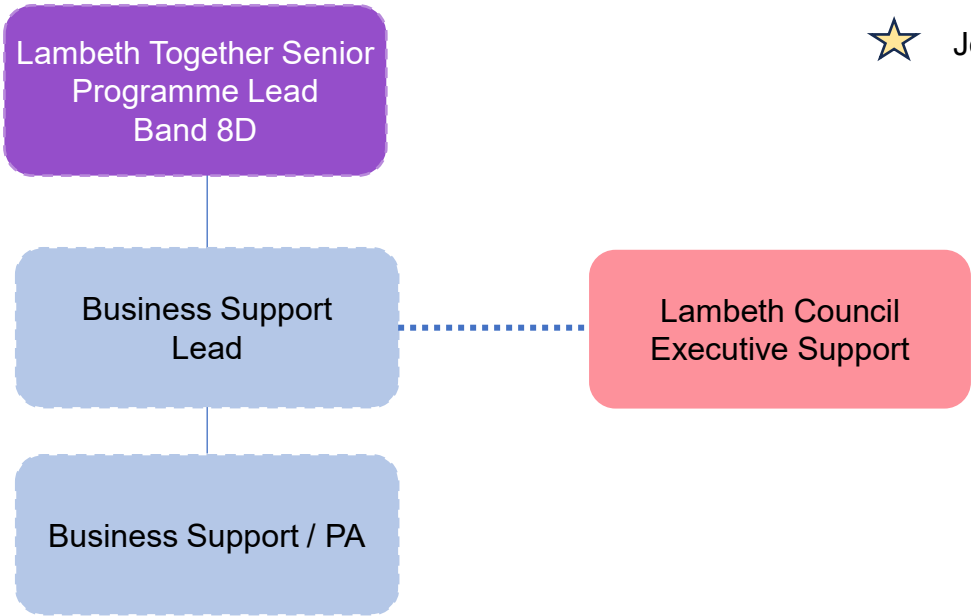 Lambeth Together Senior
Programme Lead
Band 8D
Business Support
Lead
Lambeth Council
Executive Support
Business Support / PA